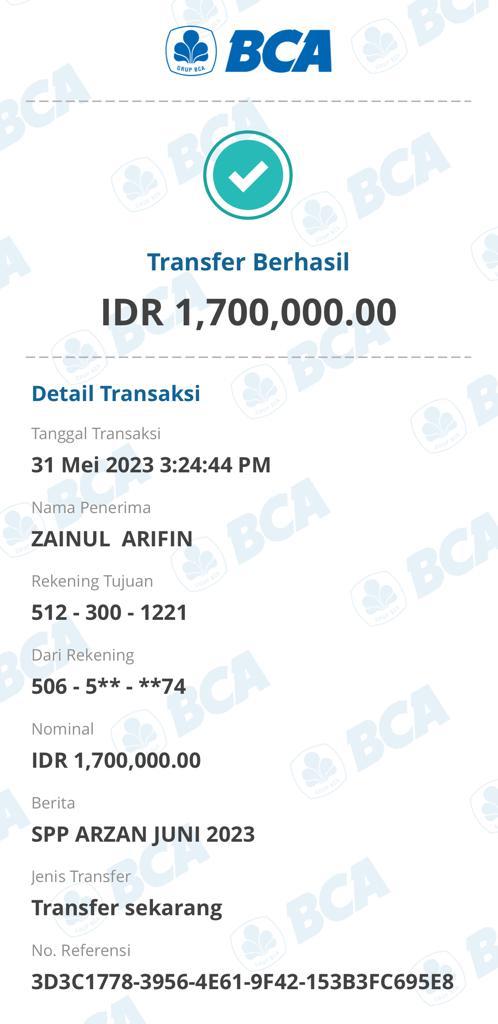 GRUP BCA BCA
Transfer Berhasil
IDR 1,700,000.00
Detail Transaksi
Tanggal Transaksi
31 Mei 2023 3:24:44 PM
Nama Penerima
ZAINUL  ARIFIN
Rekening Tujuan
512 - 300 - 1221
Dari Rekening
506 - 5** - **74
Nominal
IDR 1,700,000.00
Berita
SPP ARZAN JUNI 2023
Jenis Transfer
Transfer sekarang
No. Referensi
3D3C1778-3956-4E61-9F42-153B3FC695E8